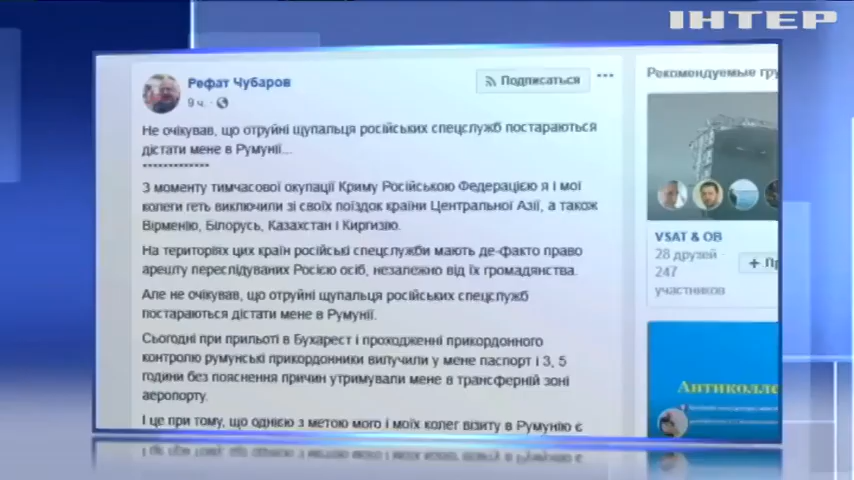 ІНТЕР
Рефат Чубаров
9 ч. ·
Подписаться
Не очікував, що отруйні щупальця російських спецслужб постараються
дістати мене в Румунії...
*************
З моменту тимчасової окупації Криму Російською Федерацією я і мої
колеги геть виключили зі своїх поїздок країни Центральної Азії, а також
Вірменію, Білорусь, Казахстан і Киргизію.
На територіях цих країн російські спецслужби мають де-факто право
арешту переслідуваних Росією осіб, незалежно від їх громадянства.
Але не очікував, що отруйні щупальця російських спецслужб
постараються дістати мене в Румунії.
Сьогодні при прильоті в Бухарест і проходженні прикордонного
контролю румунські прикордонники вилучили у мене паспорт і 3, 5
години без пояснення причин утримували мене в трансферній зоні
аеропорту.
І це при тому, що однією з метою мого і моїх колег візиту в Румунію є
Рекомендуемые гру
VSAT & ОВ
28 друзей ·
247
участников
+ Пр
Антиколле